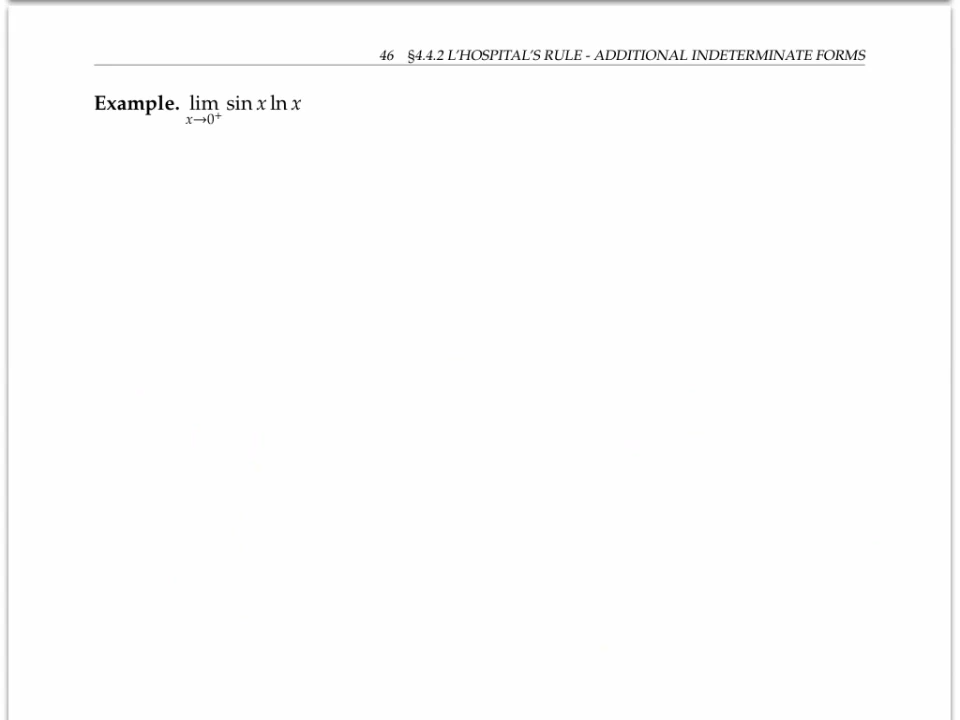 46 §4.4.2 L'HOSPITAL'S RULE - ADDITIONAL INDETERMINATE FORMS
Example. lim sin x ln x
x→0⁺